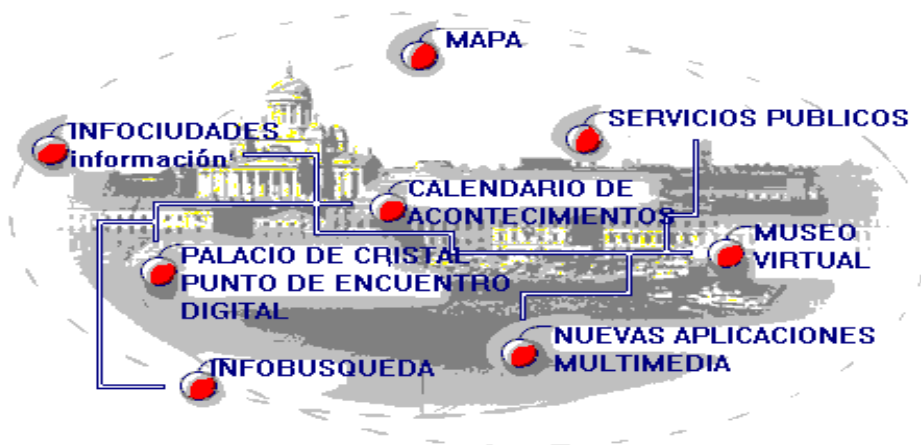 MAPA
SERVICIOS PUBLICOS
INFOCIUDADES
información
CALENDARIO DE
ACONTECIMIENTOS
MUSEO
VIRTUAL
PALACIO DE CRISTAL
PUNTO DE ENCUENTRO
DIGITAL
NUEVAS APLICACIONES
MULTIMEDIA
INFOBUSQUEDA